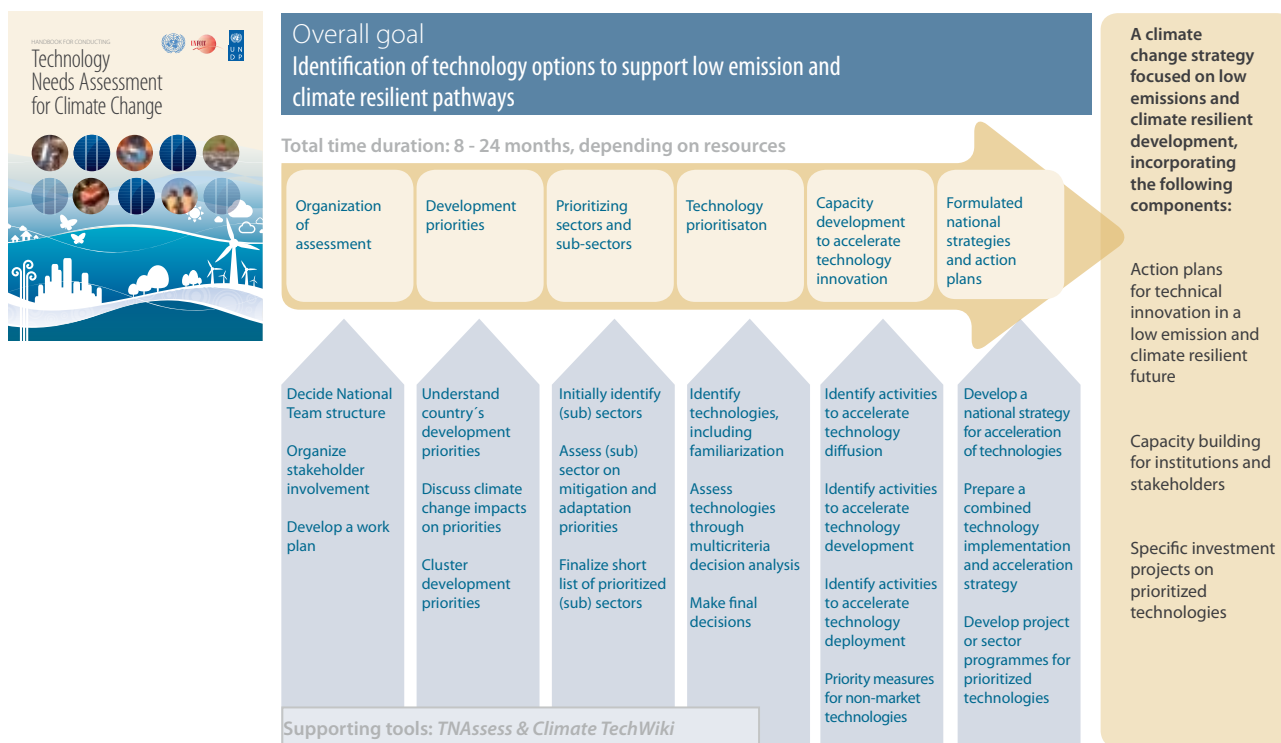 HANDBOOK FOR CONDUCTING
Technology
Needs Assessment
for Climate Change
UNFCCC
U N
D P
Overall goal
Identification of technology options to support low emission and
climate resilient pathways
Total time duration: 8 - 24 months, depending on resources
Organization
of
assessment
Development
priorities
Prioritizing
sectors and
sub-sectors
Technology
prioritisaton
Capacity
development
to accelerate
technology
innovation
Formulated
national
strategies
and action
plans
Decide National
Team structure
Organize
stakeholder
involvement
Develop a work
plan
Understand
country´s
development
priorities
Discuss climate
change impacts
on priorities
Cluster
development
priorities
Initially identify
(sub) sectors
Assess (sub)
sector on
mitigation and
adaptation
priorities
Finalize short
list of prioritized
(sub) sectors
Identify
technologies,
including
familiarization
Assess
technologies
through
multicriteria
decision analysis
Make final
decisions
Identify activities
to accelerate
technology
diffusion
Identify activities
to accelerate
technology
development
Identify activities
to accelerate
technology
deployment
Priority measures
for non-market
technologies
Develop a
national strategy
for acceleration
of technologies
Prepare a
combined
technology
implementation
and acceleration
strategy
Develop project
or sector
programmes for
prioritized
technologies
Supporting tools: TNAssess & Climate TechWiki
A climate
change strategy
focused on low
emissions and
climate resilient
development,
incorporating
the following
components:
Action plans
for technical
innovation in a
low emission and
climate resilient
future
Capacity building
for institutions and
stakeholders
Specific investment
projects on
prioritized
technologies